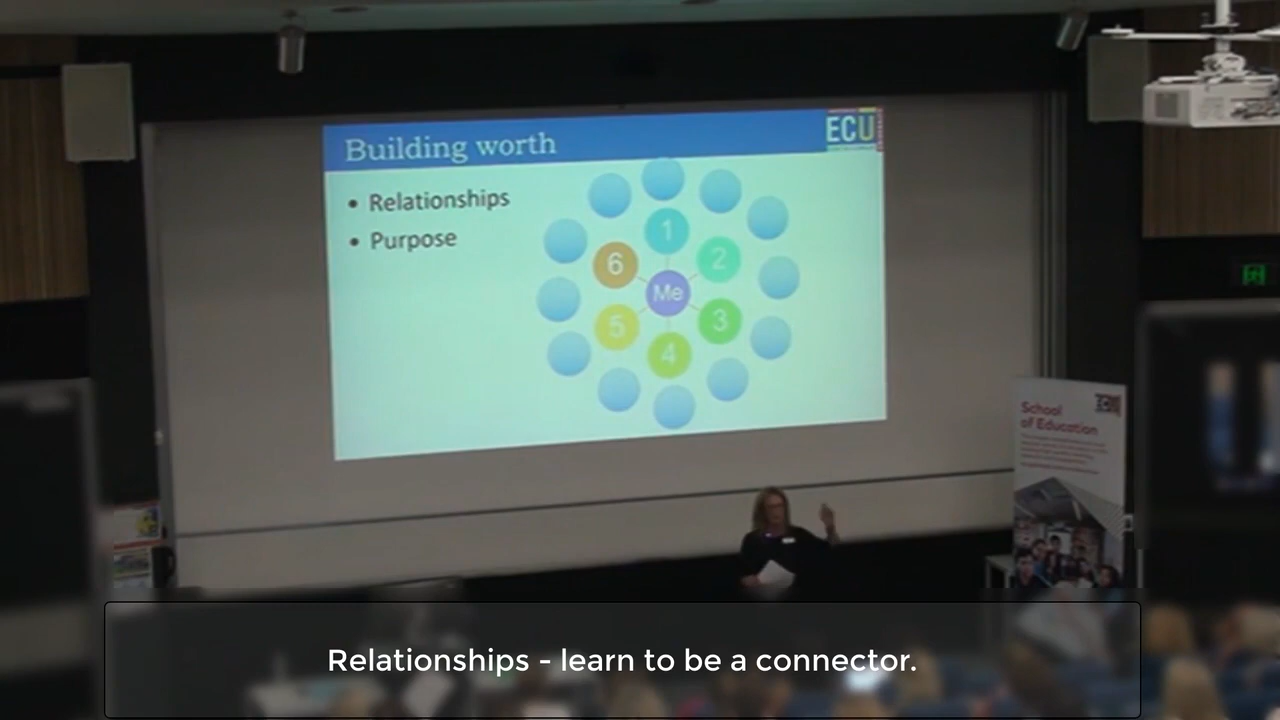 Building worth
ECU
• Relationships
• Purpose
1
2
3
4
5
6
Me
School
of Education
Relationships - learn to be a connector.